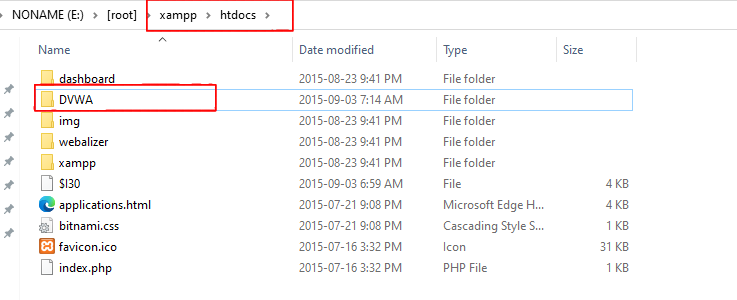 NONAME (E:) > [root] > xampp > htdocs >
Name Date modified Type Size
dashboard 2015-08-23 9:41 PM File folder
DVWA 2015-09-03 7:14 AM File folder
img 2015-08-23 9:41 PM File folder
webalizer 2015-08-23 9:41 PM File folder
xampp 2015-08-23 9:41 PM File folder
$I30 2015-09-03 6:59 AM File 4 KB
applications.html 2015-07-21 9:08 PM Microsoft Edge H... 4 KB
bitnami.css 2015-07-21 9:08 PM Cascading Style S... 1 KB
favicon.ico 2015-07-16 3:32 PM Icon 31 KB
index.php 2015-07-16 3:32 PM PHP File 1 KB